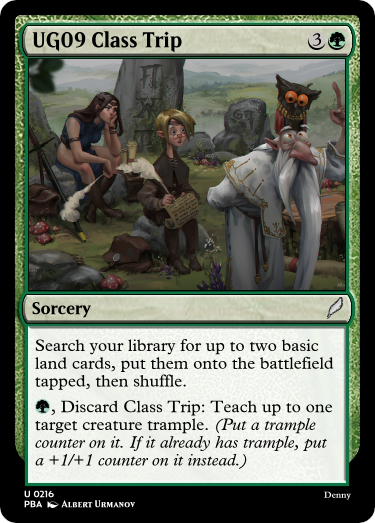 UG09 Class Trip 3
Sorcery
Search your library for up to two basic
land cards, put them onto the battlefield
tapped, then shuffle.
, Discard Class Trip: Teach up to one
target creature trample. (Put a trample
counter on it. If it already has trample, put
a +1/+1 counter on it instead.)
U 0216
Denny
PBA Albert Urmanov